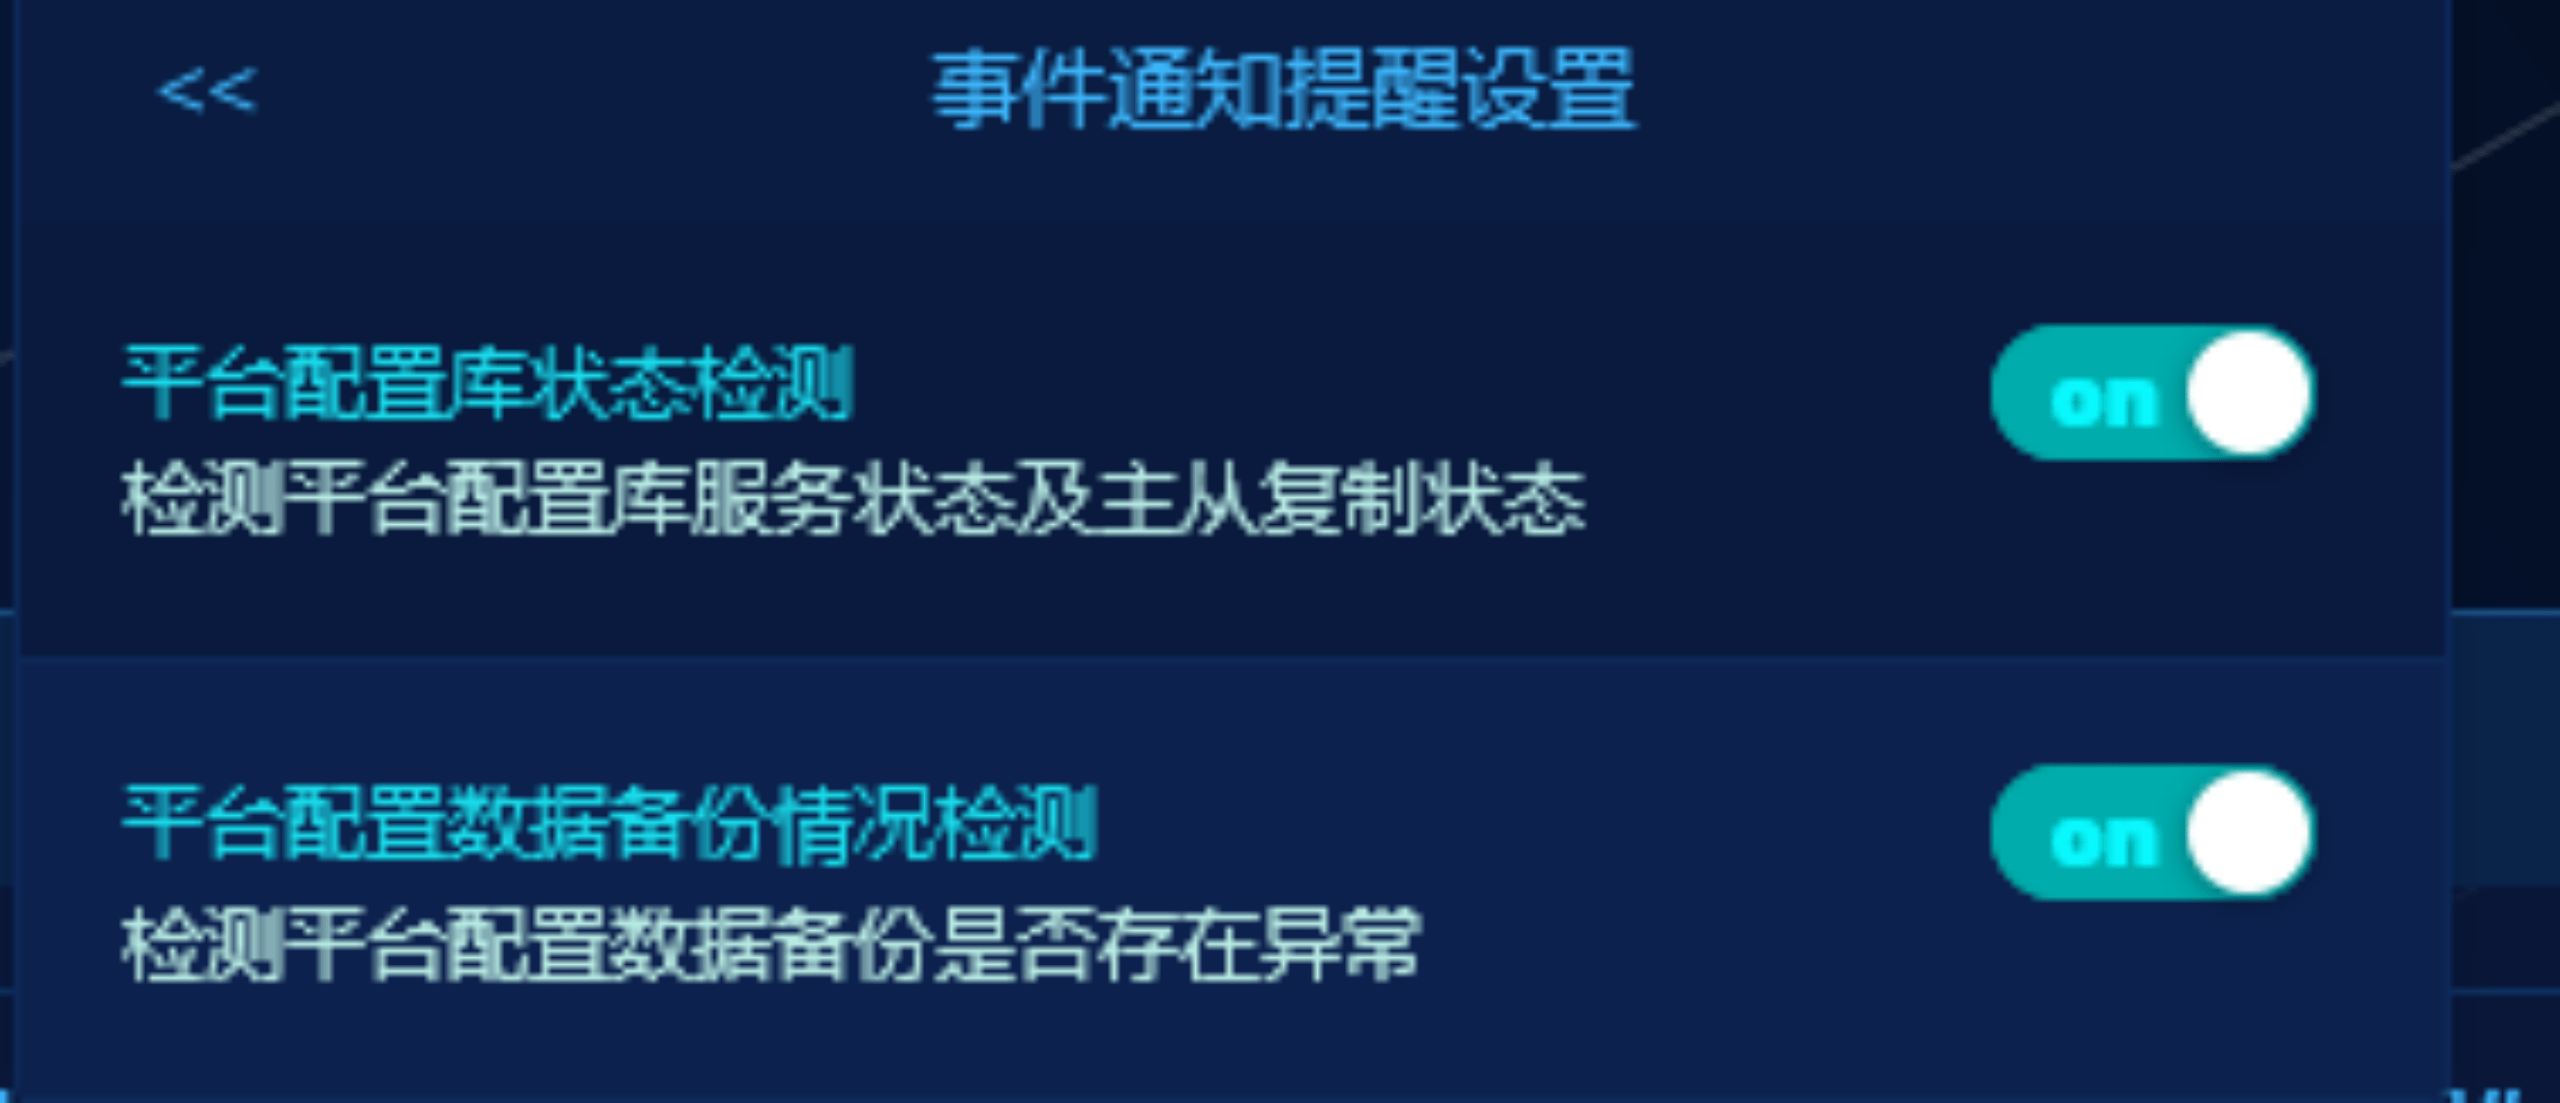 << 事件通知提醒设置
平台配置库状态检测
on
检测平台配置库服务状态及主从复制状态
平台配置数据备份情况检测
on
检测平台配置数据备份是否存在异常